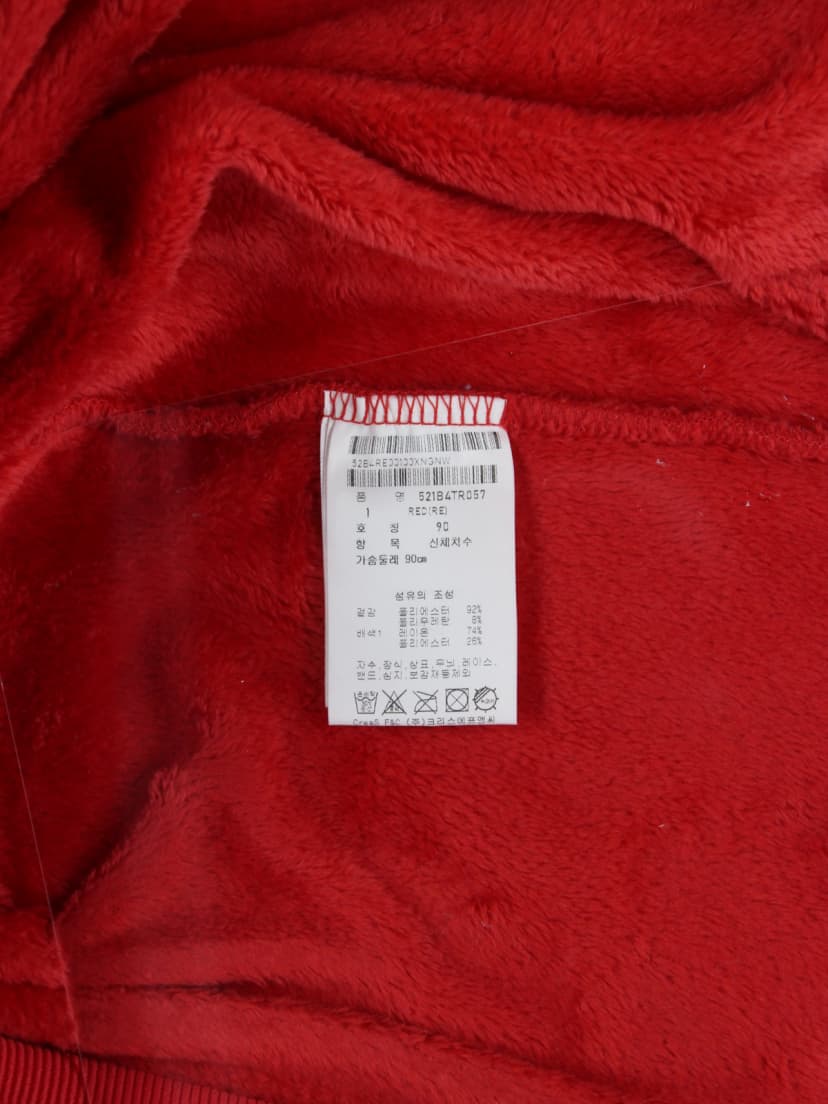 52B4RE33133XNGNW
품 명 521B4TR057
1 RED(RE)
호 칭 90
항 목 신체치수
가슴둘레 90cm
섬유의 조성
겉감 폴리에스터 92%
폴리우레탄 8%
배색1 레이온 74%
폴리에스터 26%
자수,장식,상표,무늬,레이스,
밴드,심지,보강재등제외
CreaS F&C (주)크리스에프앤씨